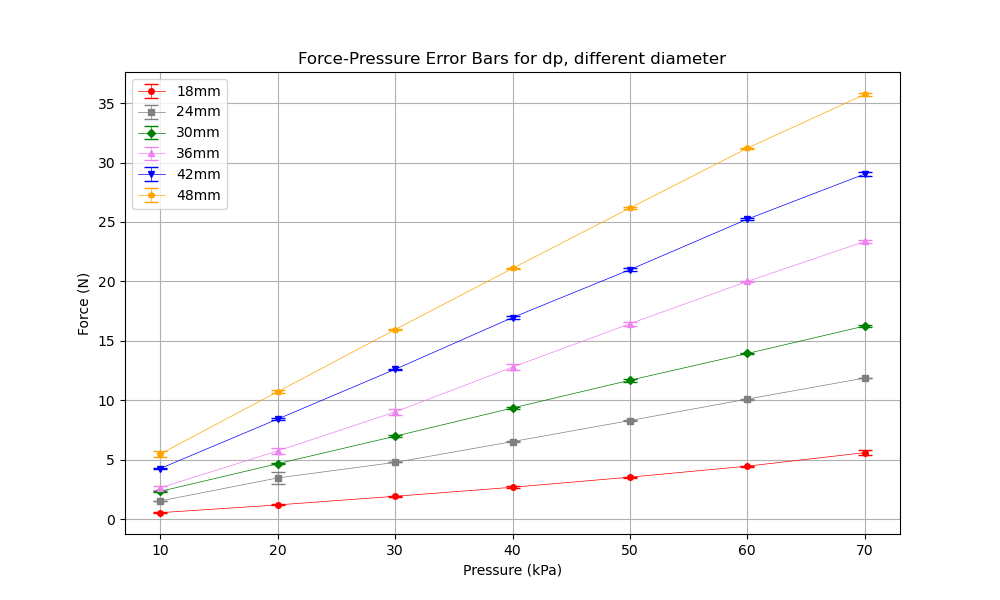 Force-Pressure Error Bars for dp, different diameter
18mm
24mm
30mm
36mm
42mm
48mm
Force (N)
35
30
25
20
15
10
5
0
10 20 30 40 50 60 70
Pressure (kPa)